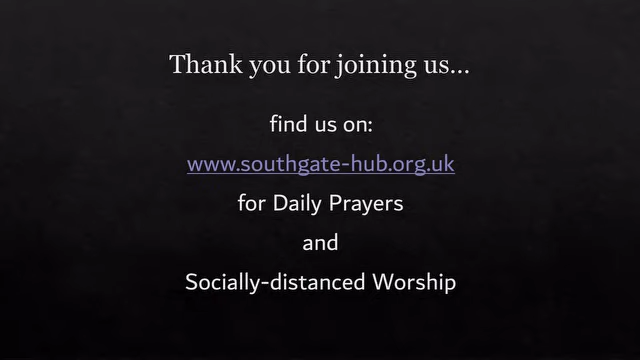 Thank you for joining us...
find us on:
www.southgate-hub.org.uk
for Daily Prayers
and
Socially-distanced Worship